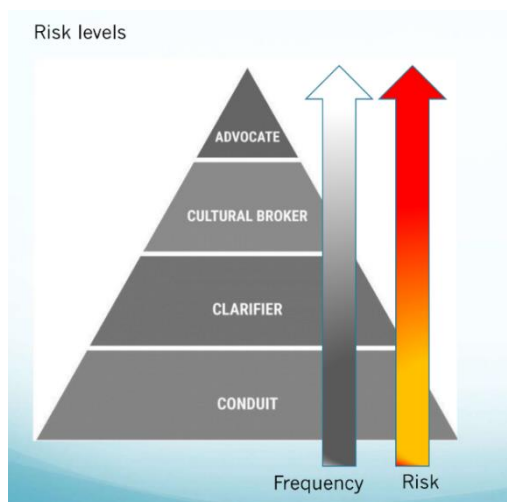 Risk levels
ADVOCATE
CULTURAL BROKER
CLARIFIER
CONDUIT
Frequency Risk